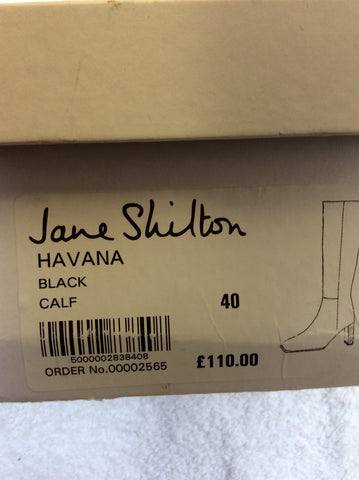 Jane Shilton
HAVANA
BLACK
CALF
40
5000002838408
ORDER No.00002565
£110.00